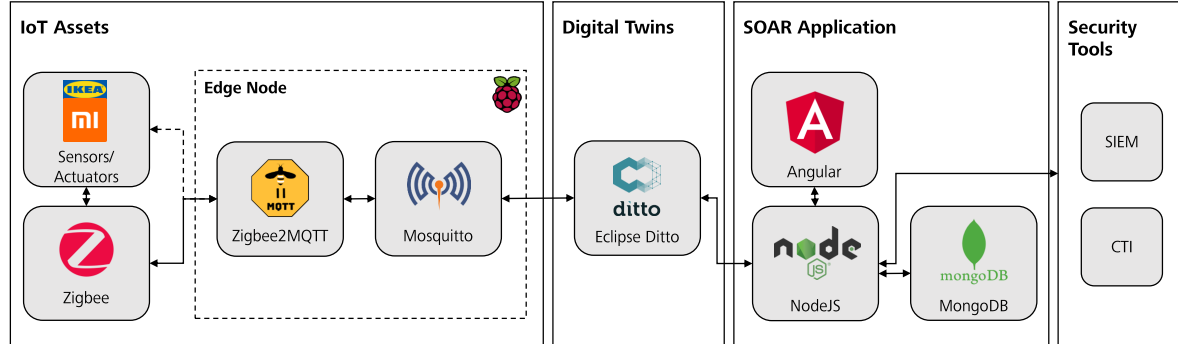 IoT Assets
IKEA
mi
Sensors/
Actuators
Zigbee
Edge Node
MQTT
Zigbee2MQTT
Mosquitto
Digital Twins
ditto
Eclipse Ditto
SOAR Application
A
Angular
node
JS
NodeJS
mongoDB
MongoDB
Security
Tools
SIEM
CTI